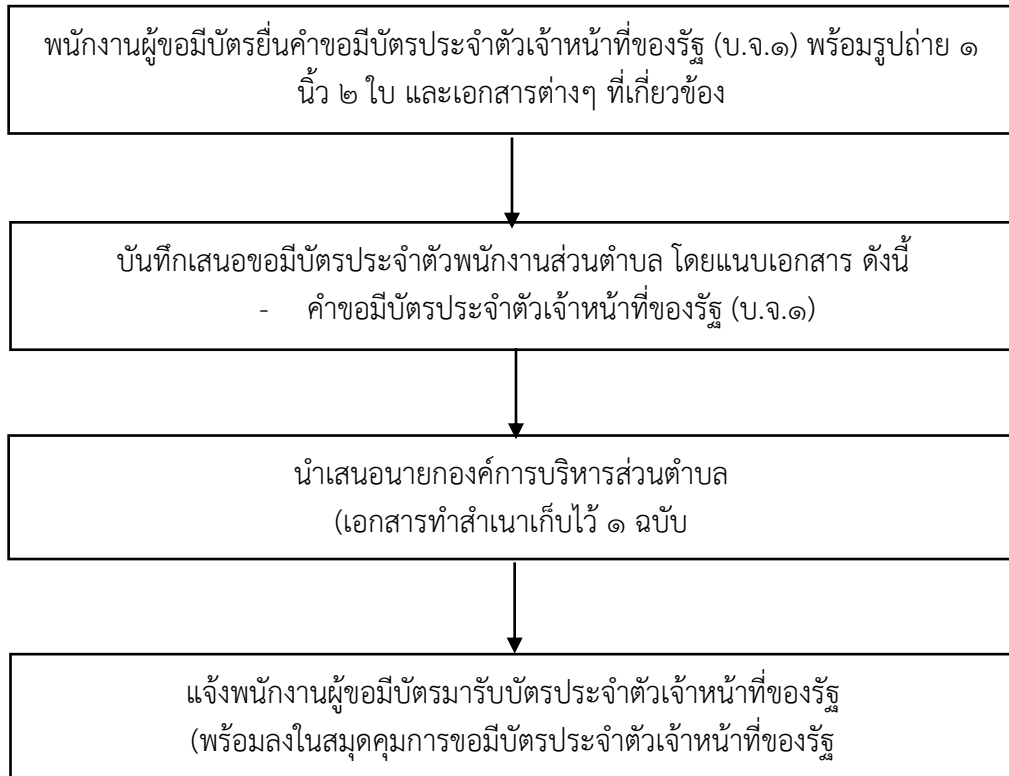 พนักงานผู้ขอมีบัตรยื่นคำขอมีบัตรประจำตัวเจ้าหน้าที่ของรัฐ (บ.จ.๑) พร้อมรูปถ่าย ๑
นิ้ว ๒ ใบ และเอกสารต่างๆ ที่เกี่ยวข้อง
บันทึกเสนอขอมีบัตรประจำตัวพนักงานส่วนตำบล โดยแนบเอกสาร ดังนี้
- คำขอมีบัตรประจำตัวเจ้าหน้าที่ของรัฐ (บ.จ.๑)
นำเสนอนายกองค์การบริหารส่วนตำบล
(เอกสารทำสำเนาเก็บไว้ ๑ ฉบับ
แจ้งพนักงานผู้ขอมีบัตรมารับบัตรประจำตัวเจ้าหน้าที่ของรัฐ
(พร้อมลงในสมุดคุมการขอมีบัตรประจำตัวเจ้าหน้าที่ของรัฐ